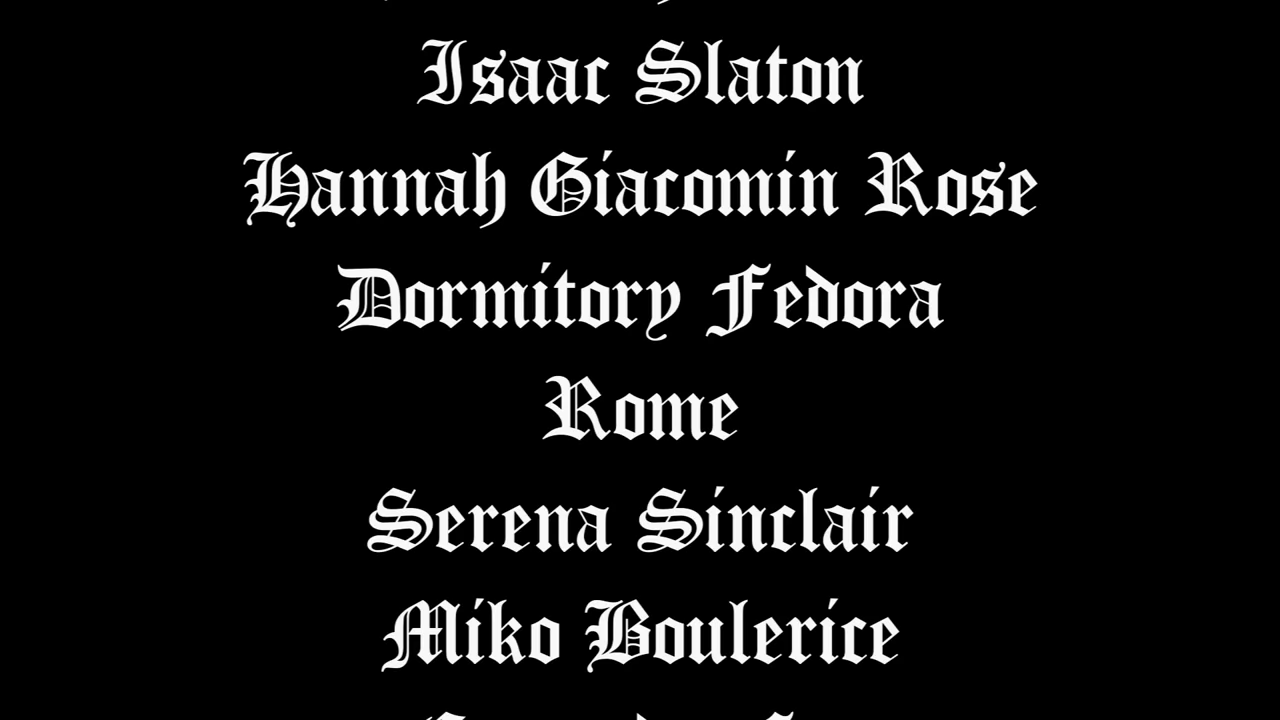 Isaac Slaton
Hannah Giacomin Rose
Dormitory Fedora
Rome
Serena Sinclair
Miko Boulerice